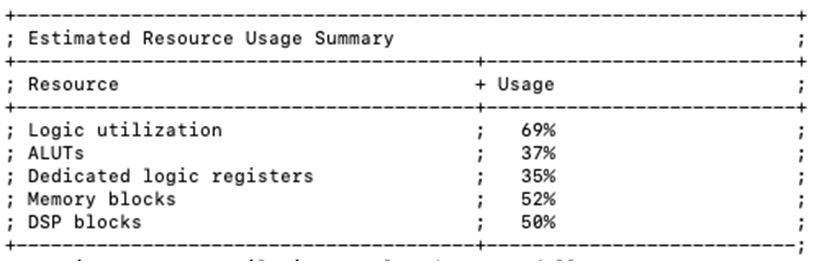 +----------------------------------------------------------------------+
; Estimated Resource Usage Summary                                     ;
+----------------------------------------+-----------------------------+
; Resource                               + Usage                       ;
+----------------------------------------+-----------------------------+
; Logic utilization                      ;   69%                       ;
; ALUTs                                  ;   37%                       ;
; Dedicated logic registers              ;   35%                       ;
; Memory blocks                          ;   52%                       ;
; DSP blocks                             ;   50%                       ;
+----------------------------------------+-----------------------------;